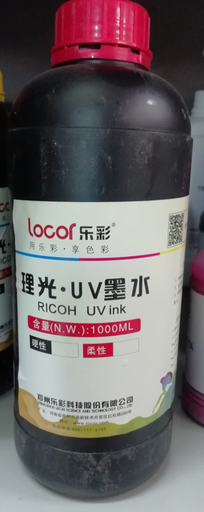 locor 乐彩®
用乐彩·享色彩
理光·UV墨水
RICOH UV ink
含量(N.W.):1000ML
硬性 柔性
郑州乐彩科技股份有限公司